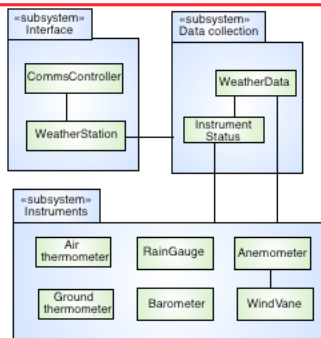 «subsystem»
Interface
CommsController
WeatherStation
«subsystem»
Data collection
WeatherData
Instrument
Status
«subsystem»
Instruments
Air
thermometer
RainGauge
Anemometer
Ground
thermometer
Barometer
WindVane